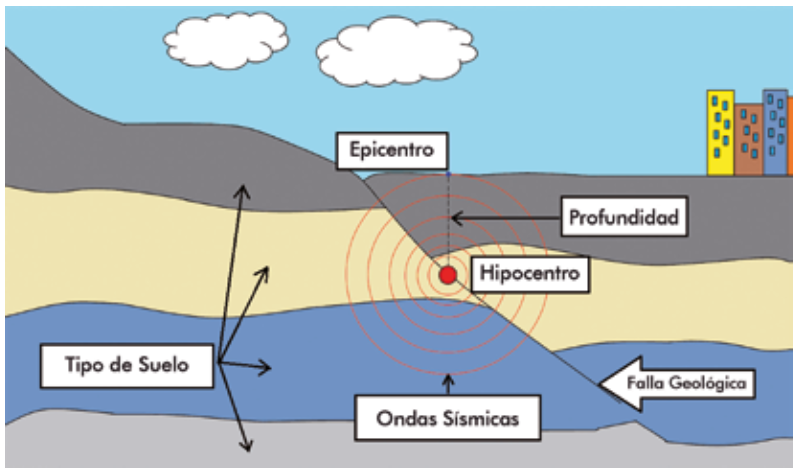 Epicentro
Profundidad
Hipocentro
Tipo de Suelo
Falla Geológica
Ondas Sísmicas